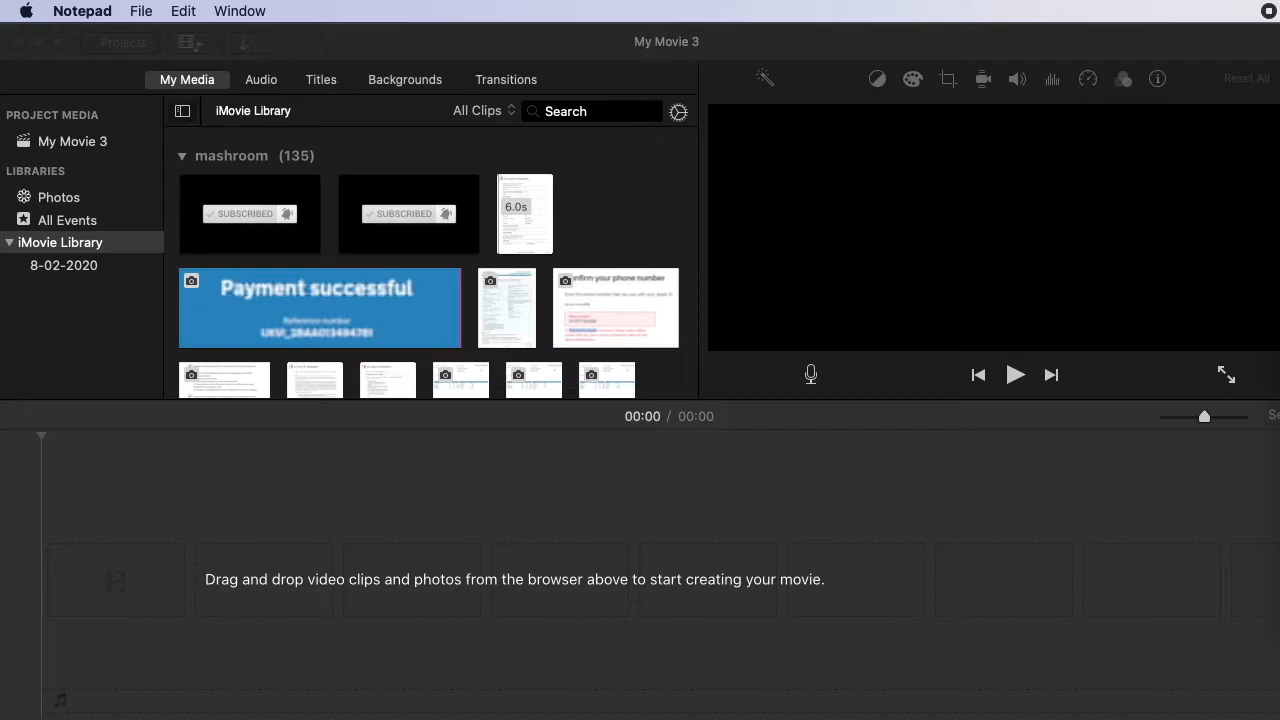 Notepad File Edit Window
Projects My Movie 3
My Media Audio Titles Backgrounds Transitions Reset All
PROJECT MEDIA
My Movie 3
LIBRARIES
Photos
All Events
iMovie Library
8-02-2020
iMovie Library All Clips Search
mashroom (135)
SUBSCRIBED SUBSCRIBED 6.0s
Payment successful
Reference number
onfirm your phone number
00:00 / 00:00
Drag and drop video clips and photos from the browser above to start creating your movie.